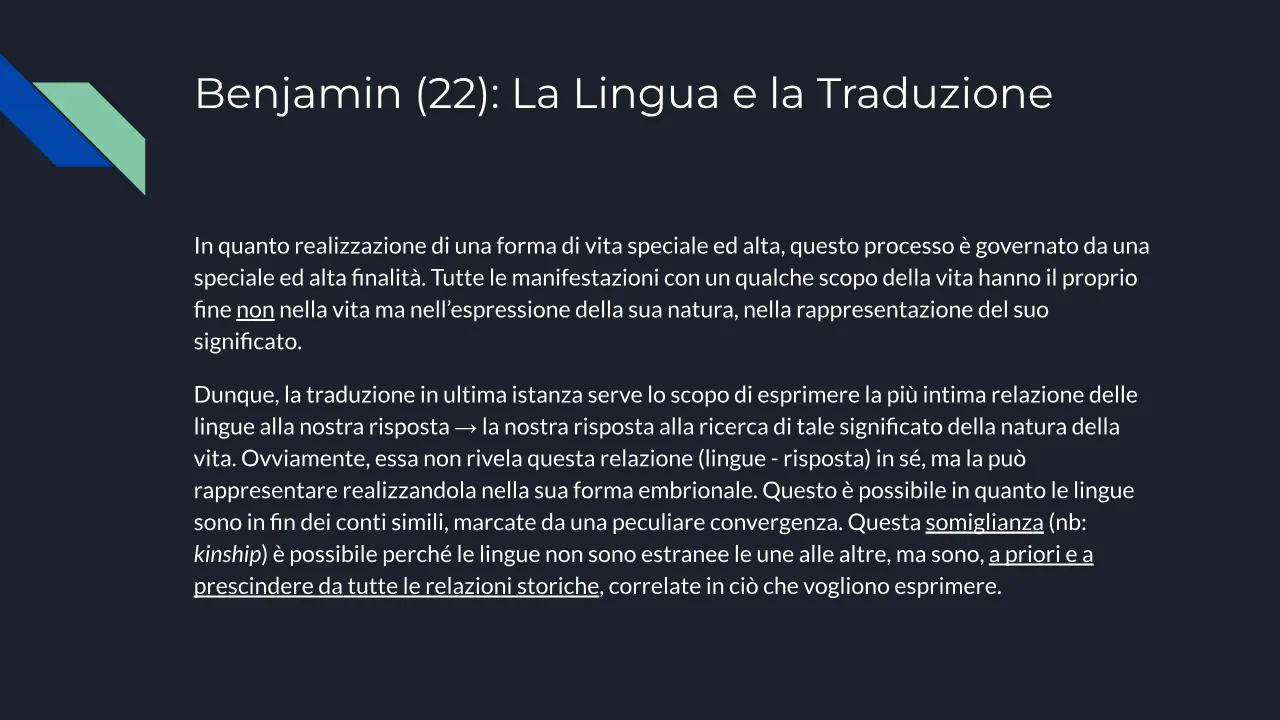 Benjamin (22): La Lingua e la Traduzione
In quanto realizzazione di una forma di vita speciale ed alta, questo processo è governato da una
speciale ed alta finalità. Tutte le manifestazioni con un qualche scopo della vita hanno il proprio
fine non nella vita ma nell’espressione della sua natura, nella rappresentazione del suo
significato.
Dunque, la traduzione in ultima istanza serve lo scopo di esprimere la più intima relazione delle
lingue alla nostra risposta → la nostra risposta alla ricerca di tale significato della natura della
vita. Ovviamente, essa non rivela questa relazione (lingue - risposta) in sé, ma la può
rappresentare realizzandola nella sua forma embrionale. Questo è possibile in quanto le lingue
sono in fin dei conti simili, marcate da una peculiare convergenza. Questa somiglianza (nb:
kinship) è possibile perché le lingue non sono estranee le une alle altre, ma sono, a priori e a
prescindere da tutte le relazioni storiche, correlate in ciò che vogliono esprimere.